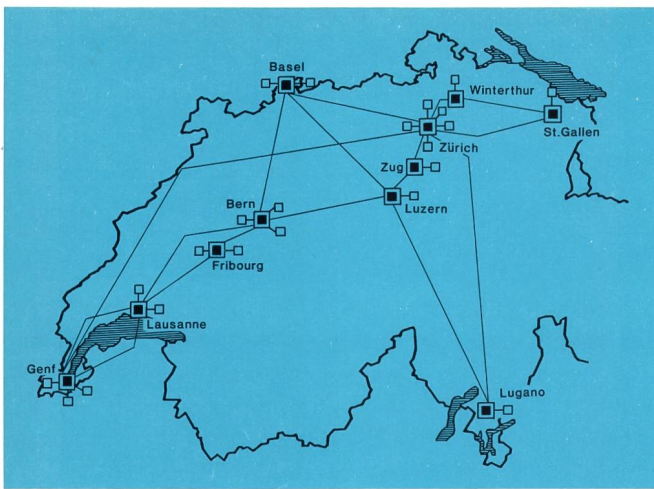 Basel
Winterthur
St.Gallen
Zürich
Zug
Bern
Luzern
Fribourg
Lausanne
Genf
Lugano